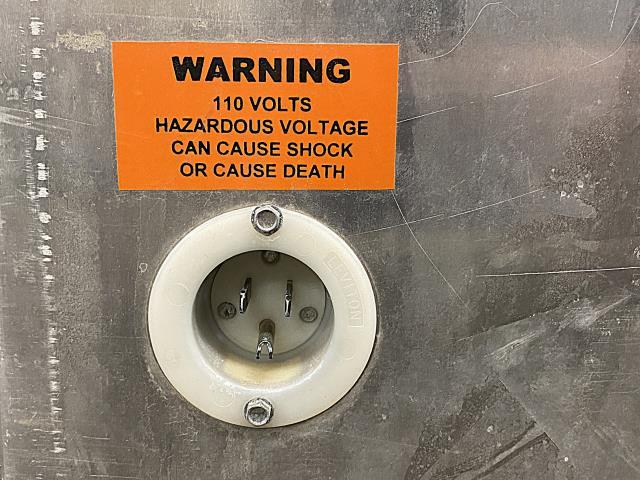 WARNING
110 VOLTS
HAZARDOUS VOLTAGE
CAN CAUSE SHOCK
OR CAUSE DEATH
LEVITON